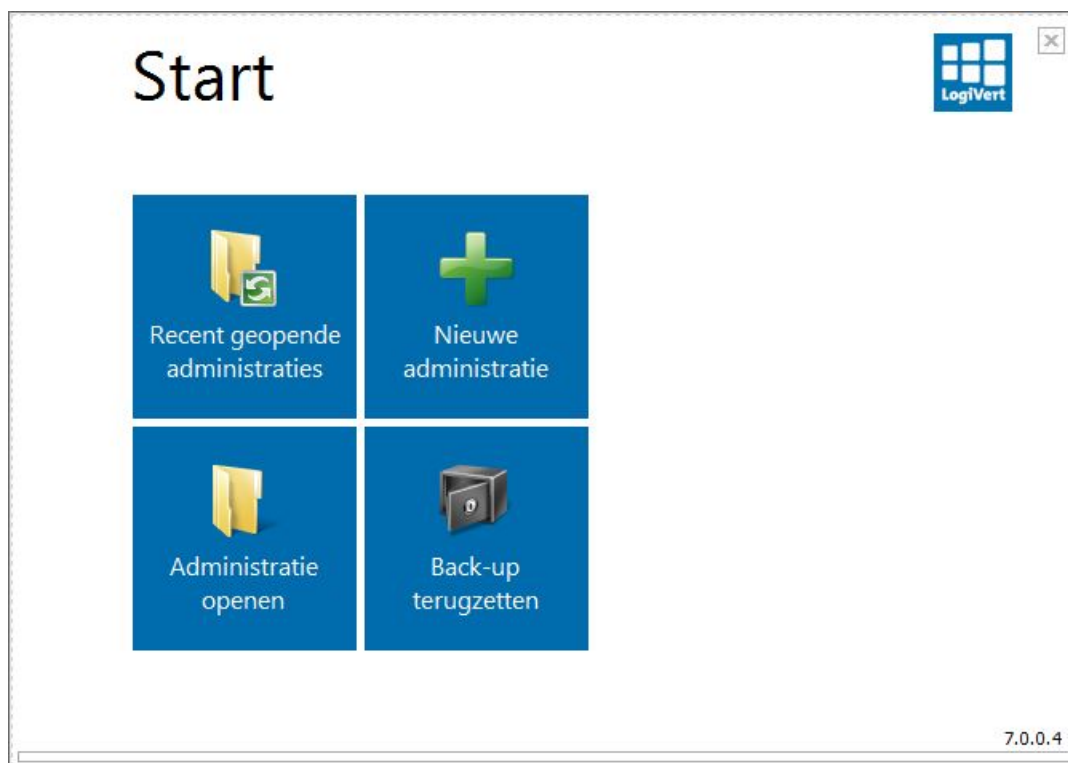 Start
LogiVert
Recent geopende
administraties
Nieuwe
administratie
Administratie
openen
Back-up
terugzetten
7.0.0.4